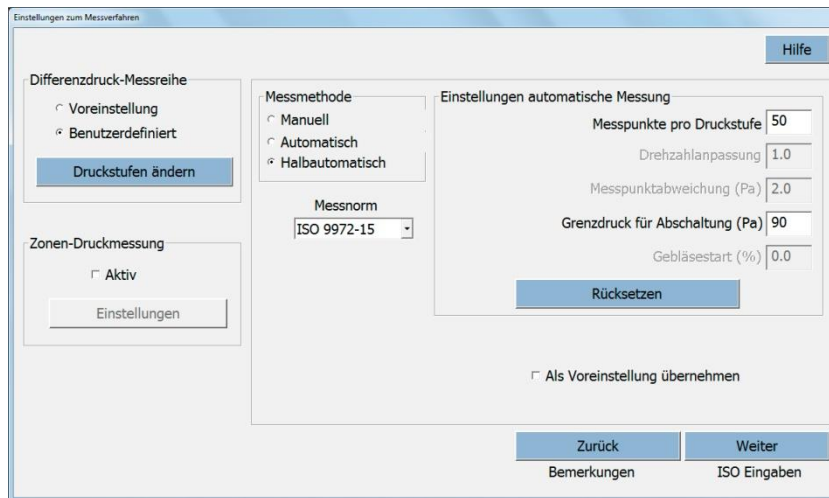 Einstellungen zum Messverfahren
Hilfe
Differenzdruck-Messreihe
Voreinstellung
Benutzerdefiniert
Druckstufen ändern
Zonen-Druckmessung
Aktiv
Einstellungen
Messmethode
Manuell
Automatisch
Halbautomatisch
Messnorm
ISO 9972-15
Einstellungen automatische Messung
Messpunkte pro Druckstufe 50
Drehzahlanpassung 1.0
Messpunktabweichung (Pa) 2.0
Grenzdruck für Abschaltung (Pa) 90
Gebläsestart (%) 0.0
Rücksetzen
Als Voreinstellung übernehmen
Zurück
Weiter
Bemerkungen
ISO Eingaben